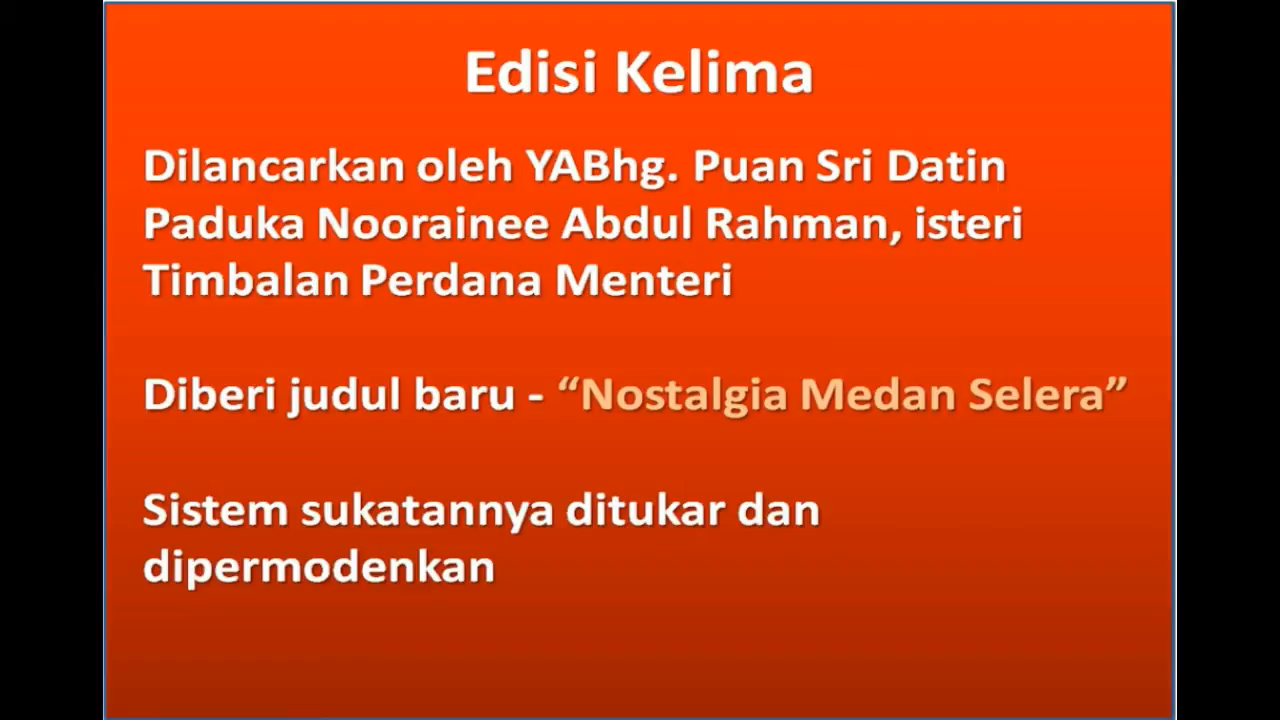 Edisi Kelima
Dilancarkan oleh YABhg. Puan Sri Datin
Paduka Noorainee Abdul Rahman, isteri
Timbalan Perdana Menteri
Diberi judul baru - “Nostalgia Medan Selera”
Sistem sukatannya ditukar dan
dipermodenkan